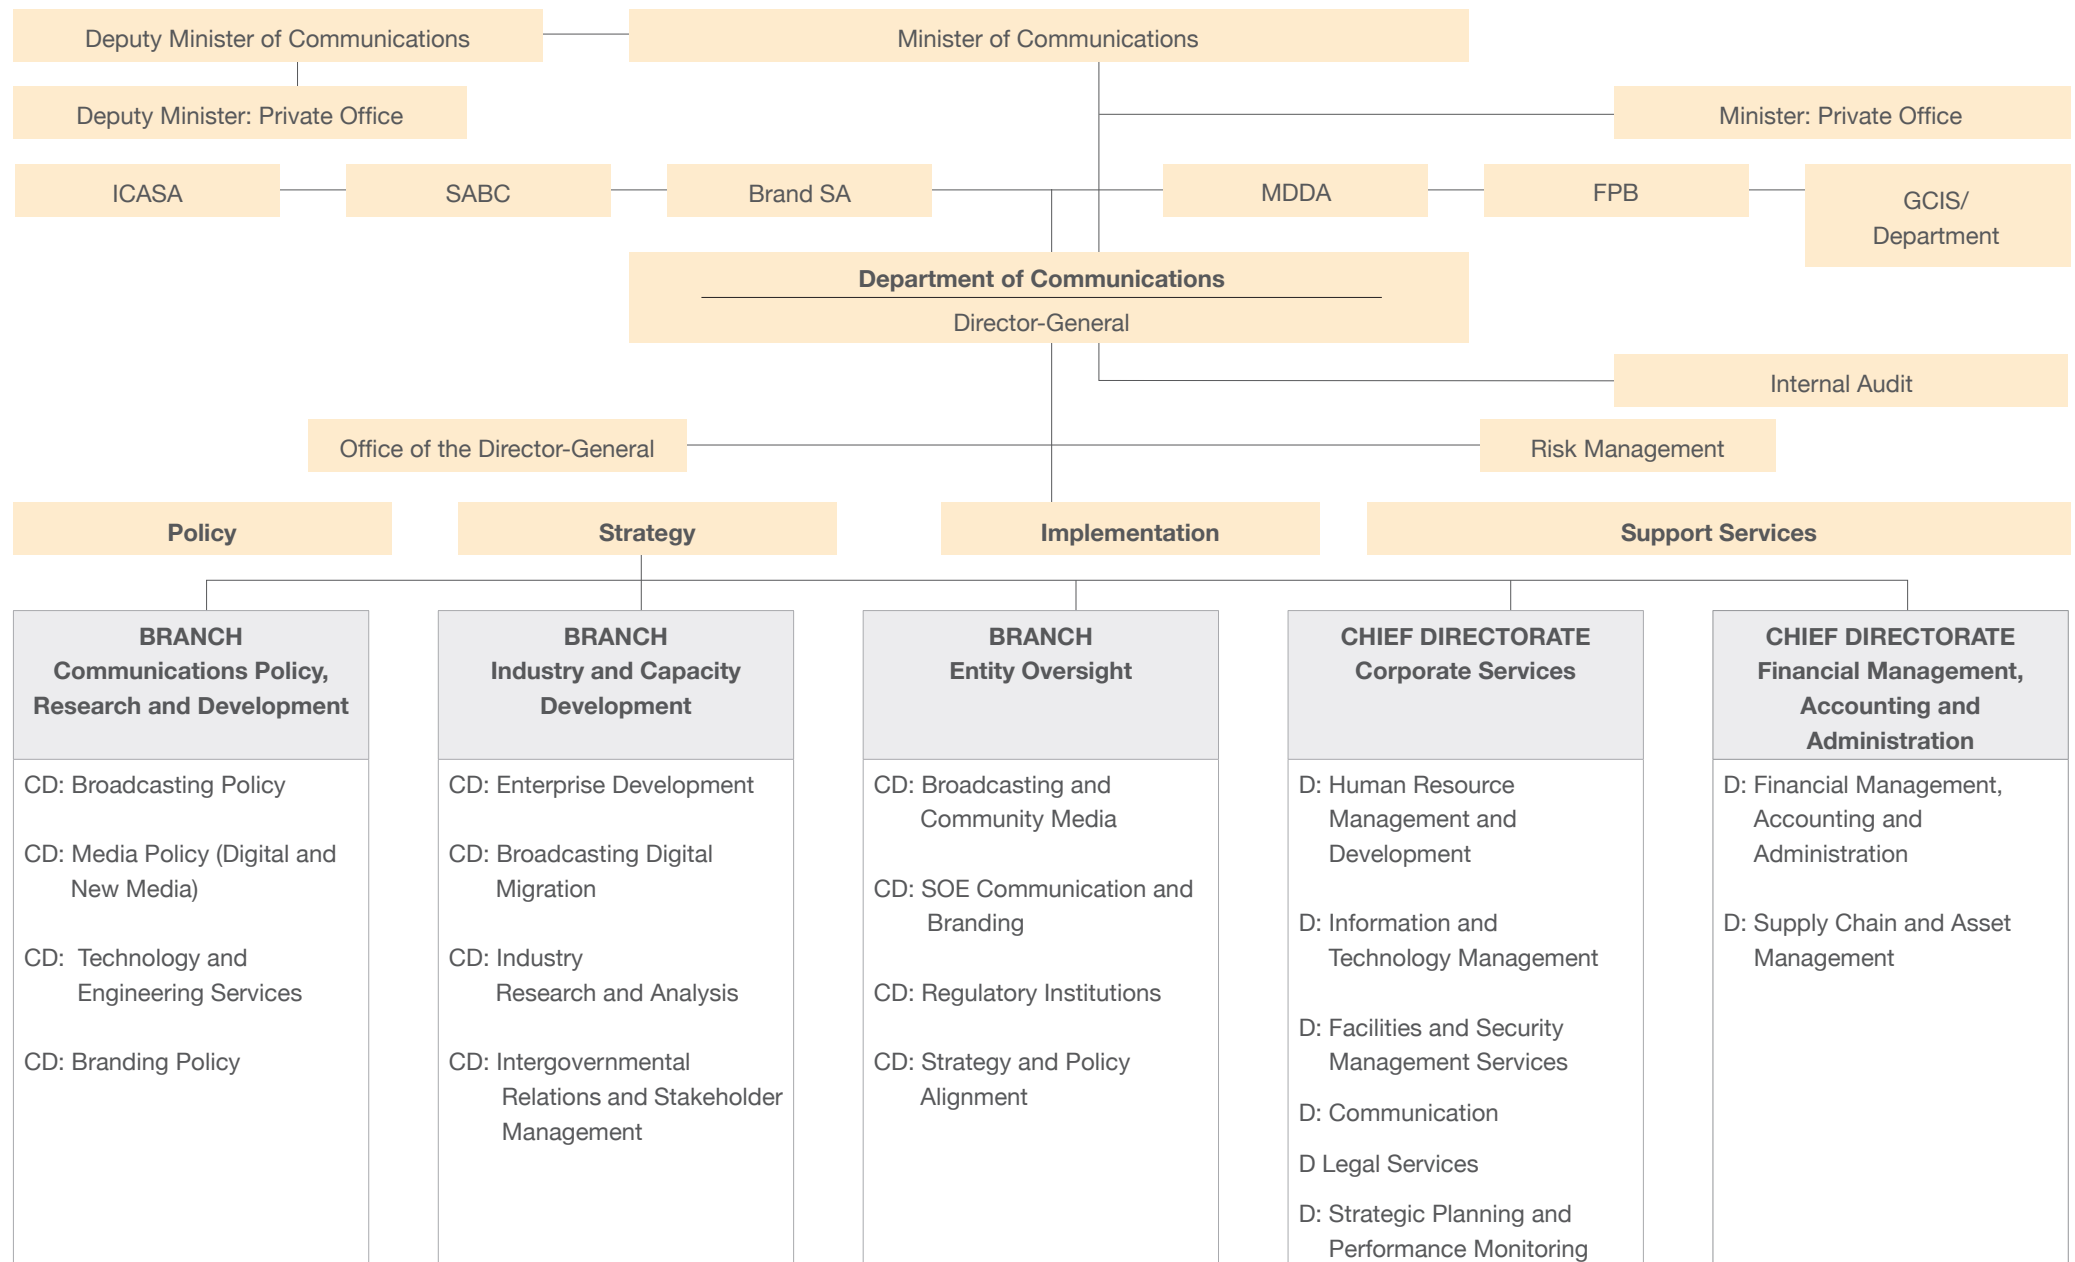 Deputy Minister of Communications
Minister of Communications
Deputy Minister: Private Office
Minister: Private Office
ICASA
SABC
Brand SA
MDDA
FPB
GCIS/
Department
Department of Communications
Director-General
Internal Audit
Office of the Director-General
Risk Management
Policy
Strategy
Implementation
Support Services
BRANCH
Communications Policy,
Research and Development
CD: Broadcasting Policy
CD: Media Policy (Digital and
New Media)
CD: Technology and
Engineering Services
CD: Branding Policy
BRANCH
Industry and Capacity
Development
CD: Enterprise Development
CD: Broadcasting Digital
Migration
CD: Industry
Research and Analysis
CD: Intergovernmental
Relations and Stakeholder
Management
BRANCH
Entity Oversight
CD: Broadcasting and
Community Media
CD: SOE Communication and
Branding
CD: Regulatory Institutions
CD: Strategy and Policy
Alignment
CHIEF DIRECTORATE
Corporate Services
D: Human Resource
Management and
Development
D: Information and
Technology Management
D: Facilities and Security
Management Services
D: Communication
D Legal Services
D: Strategic Planning and
Performance Monitoring
CHIEF DIRECTORATE
Financial Management,
Accounting and
Administration
D: Financial Management,
Accounting and
Administration
D: Supply Chain and Asset
Management